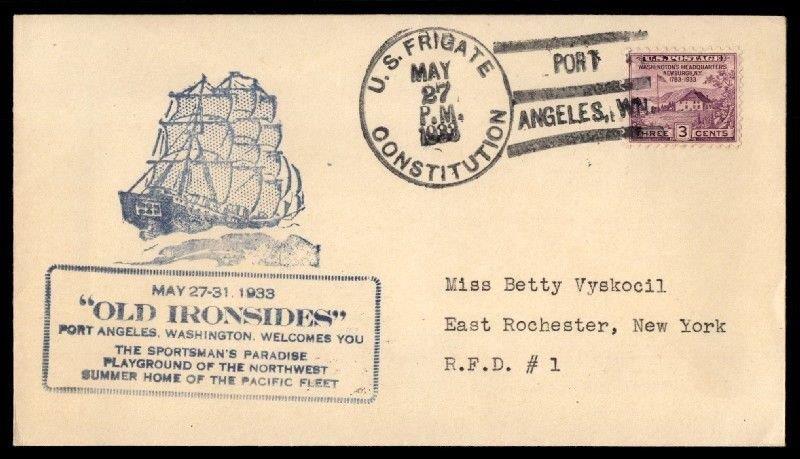 U.S. FRIGATE
MAY
27
P.M.
1933
CONSTITUTION
PORT
ANGELES, WN.
U.S. POSTAGE
WASHINGTON'S HEADQUARTERS
NEWBURGH, N.Y.
1783-1933
THREE 3 CENTS
MAY 27-31, 1933
"OLD IRONSIDES"
PORT ANGELES, WASHINGTON, WELCOMES YOU
THE SPORTSMAN'S PARADISE
PLAYGROUND OF THE NORTHWEST
SUMMER HOME OF THE PACIFIC FLEET
Miss Betty Vyskocil
East Rochester, New York
R.F.D. # 1